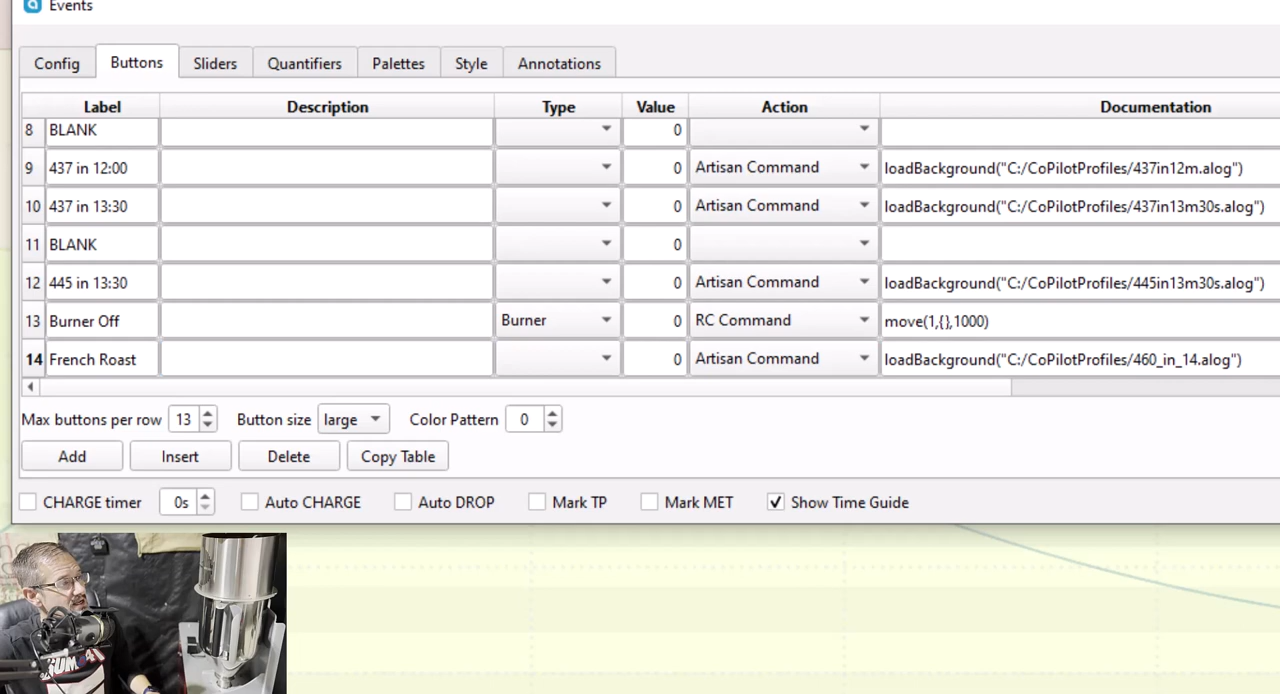 Events
Config Buttons Sliders Quantifiers Palettes Style Annotations
Label Description Type Value Action Documentation
8 BLANK 0
9 437 in 12:00 0 Artisan Command loadBackground("C:/CoPilotProfiles/437in12m.alog")
10 437 in 13:30 0 Artisan Command loadBackground("C:/CoPilotProfiles/437in13m30s.alog")
11 BLANK 0
12 445 in 13:30 0 Artisan Command loadBackground("C:/CoPilotProfiles/445in13m30s.alog")
13 Burner Off Burner 0 RC Command move(1,{},1000)
14 French Roast 0 Artisan Command loadBackground("C:/CoPilotProfiles/460_in_14.alog")
Max buttons per row 13 Button size large Color Pattern 0
Add Insert Delete Copy Table
CHARGE timer 0s Auto CHARGE Auto DROP Mark TP Mark MET Show Time Guide